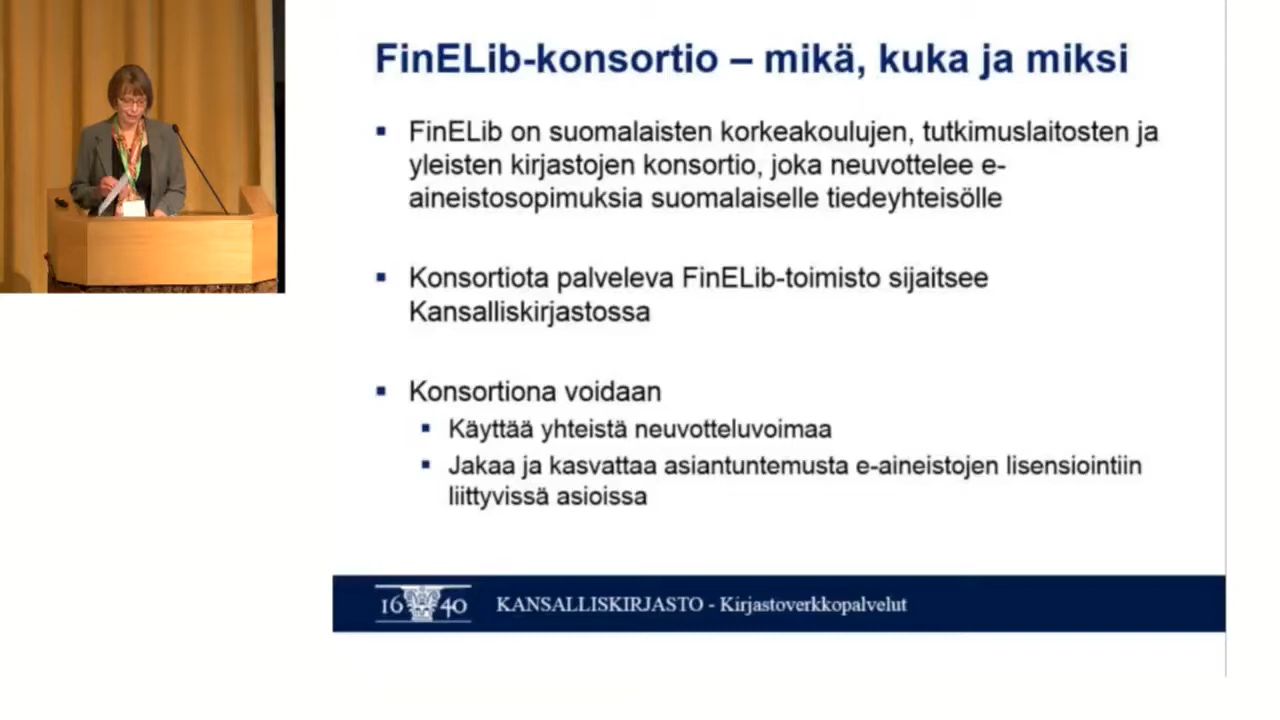 FinELib-konsortio – mikä, kuka ja miksi
FinELib on suomalaisten korkeakoulujen, tutkimuslaitosten ja
yleisten kirjastojen konsortio, joka neuvottelee e-
aineistosopimuksia suomalaiselle tiedeyhteisölle
Konsortiota palveleva FinELib-toimisto sijaitsee
Kansalliskirjastossa
Konsortiona voidaan
Käyttää yhteistä neuvotteluvoimaa
Jakaa ja kasvattaa asiantuntemusta e-aineistojen lisensiointiin
liittyvissä asioissa
1640 KANSALLISKIRJASTO - Kirjastoverkkopalvelut